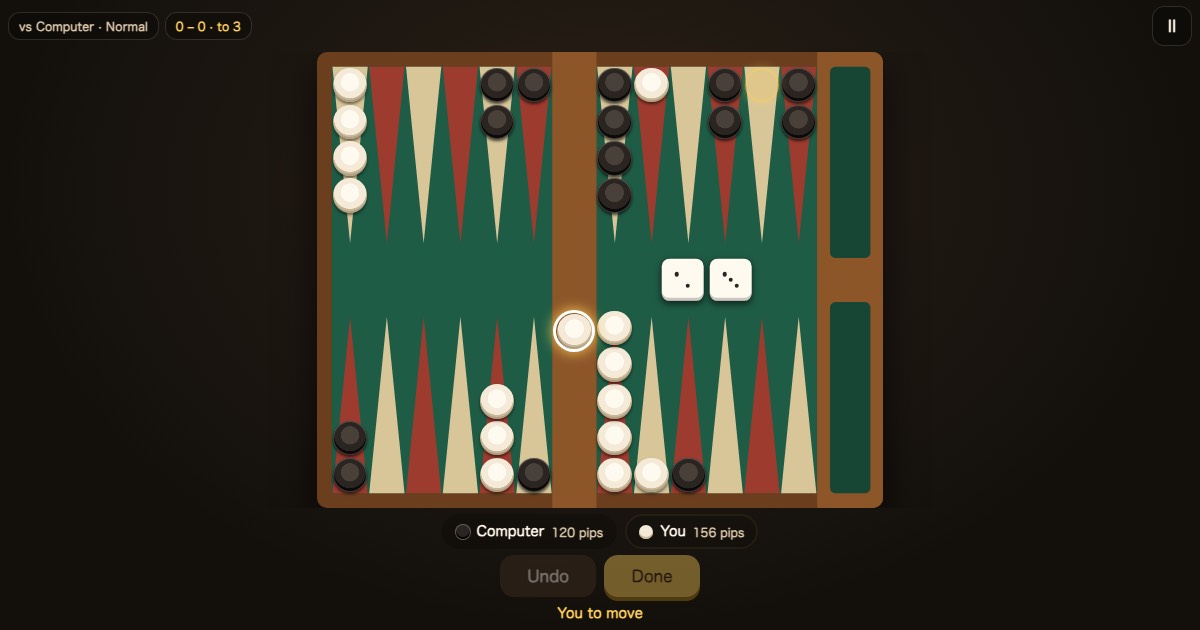 vs Computer · Normal
0 – 0 · to 3
Computer 120 pips
You 156 pips
Undo
Done
You to move